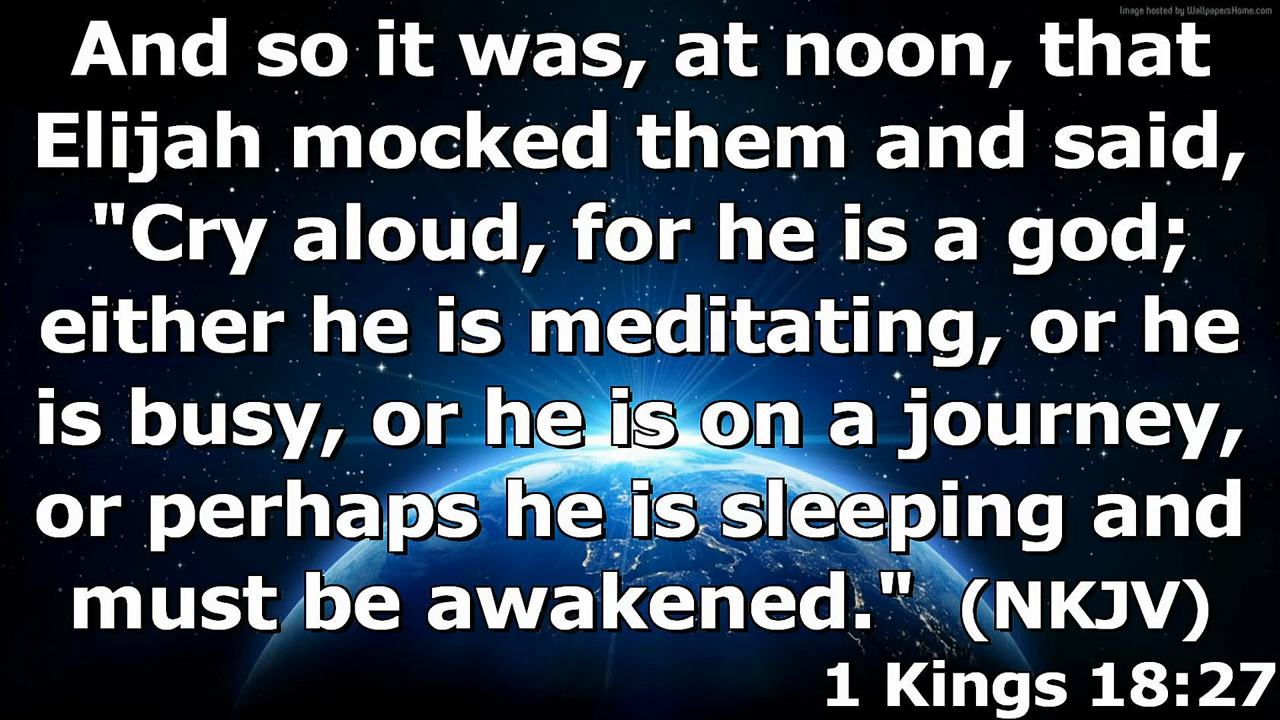 Image hosted by WallpapersHome.com
And so it was, at noon, that
Elijah mocked them and said,
"Cry aloud, for he is a god;
either he is meditating, or he
is busy, or he is on a journey,
or perhaps he is sleeping and
must be awakened." (NKJV)
1 Kings 18:27